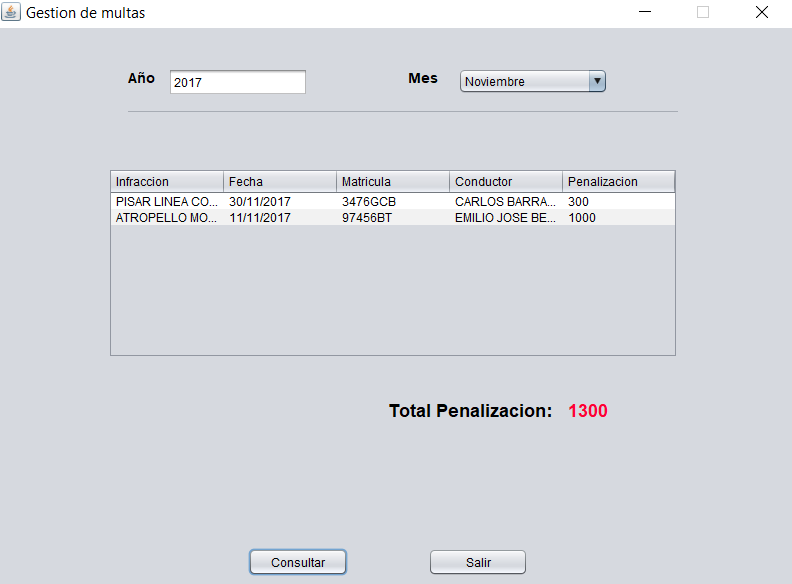 Gestion de multas
Año 2017 Mes Noviembre
Infraccion Fecha Matricula Conductor Penalizacion
PISAR LINEA CO... 30/11/2017 3476GCB CARLOS BARRA... 300
ATROPELLO MO... 11/11/2017 97456BT EMILIO JOSE BE... 1000
Total Penalizacion: 1300
Consultar Salir